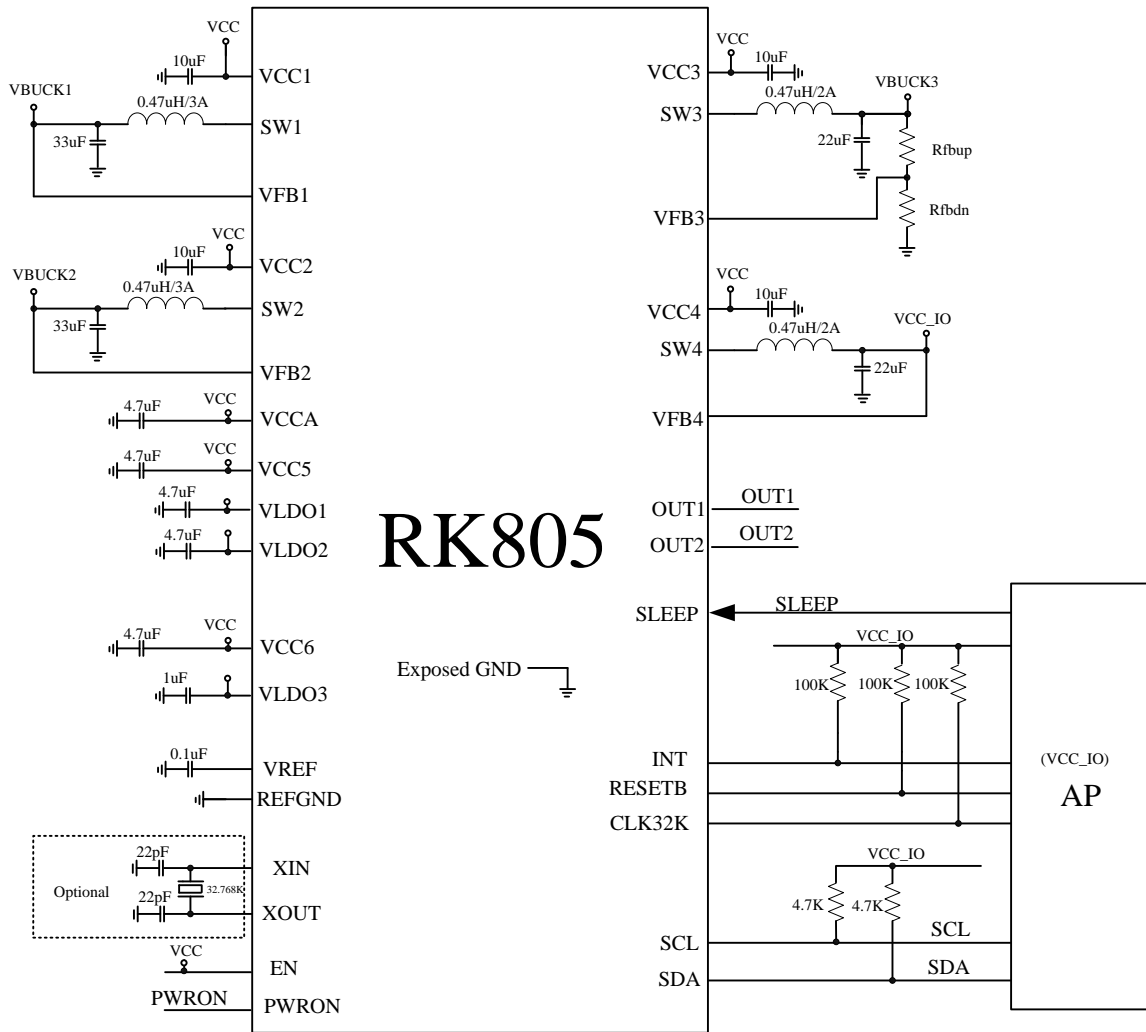 VCC
10uF
VCC1
VBUCK1
0.47uH/3A
SW1
33uF
VFB1
VCC
10uF
VCC2
VBUCK2
0.47uH/3A
SW2
33uF
VFB2
4.7uF
VCC
VCCA
4.7uF
VCC
VCC5
4.7uF
VLDO1
4.7uF
VLDO2
4.7uF
VCC
VCC6
1uF
VLDO3
0.1uF
VREF
REFGND
22pF
XIN
Optional
32.768K
22pF
XOUT
VCC
EN
PWRON
PWRON
RK805
Exposed GND
VCC
10uF
VCC3
0.47uH/2A
VBUCK3
SW3
22uF
Rfbup
VFB3
Rfbdn
VCC
10uF
VCC4
0.47uH/2A
VCC_IO
SW4
22uF
VFB4
OUT1
OUT1
OUT2
OUT2
SLEEP
SLEEP
VCC_IO
100K
100K
100K
INT
RESETB
CLK32K
(VCC_IO)
AP
VCC_IO
4.7K
4.7K
SCL
SCL
SDA
SDA